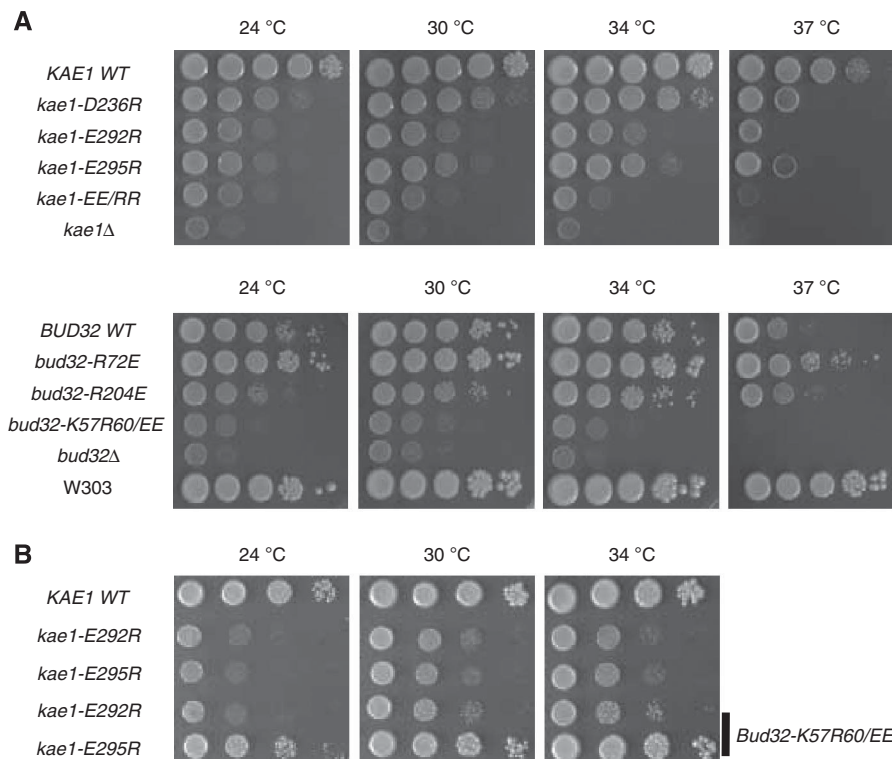 A
24 °C 30 °C 34 °C 37 °C
KAE1 WT
kae1-D236R
kae1-E292R
kae1-E295R
kae1-EE/RR
kae1Δ
24 °C 30 °C 34 °C 37 °C
BUD32 WT
bud32-R72E
bud32-R204E
bud32-K57R60/EE
bud32Δ
W303
B
24 °C 30 °C 34 °C
KAE1 WT
kae1-E292R
kae1-E295R
kae1-E292R
kae1-E295R
Bud32-K57R60/EE